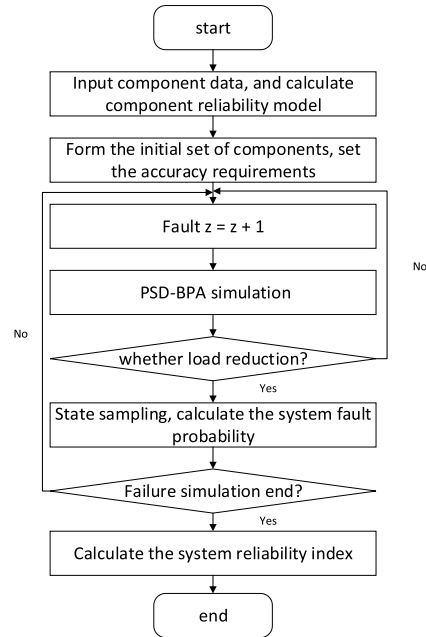 start
Input component data, and calculate
component reliability model
Form the initial set of components, set
the accuracy requirements
Fault z = z + 1
No
PSD-BPA simulation
No
whether load reduction?
Yes
State sampling, calculate the system fault
probability
Failure simulation end?
Yes
Calculate the system reliability index
end